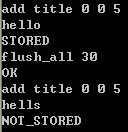 add title 0 0 5
hello
STORED
flush_all 30
OK
add title 0 0 5
hells
NOT_STORED